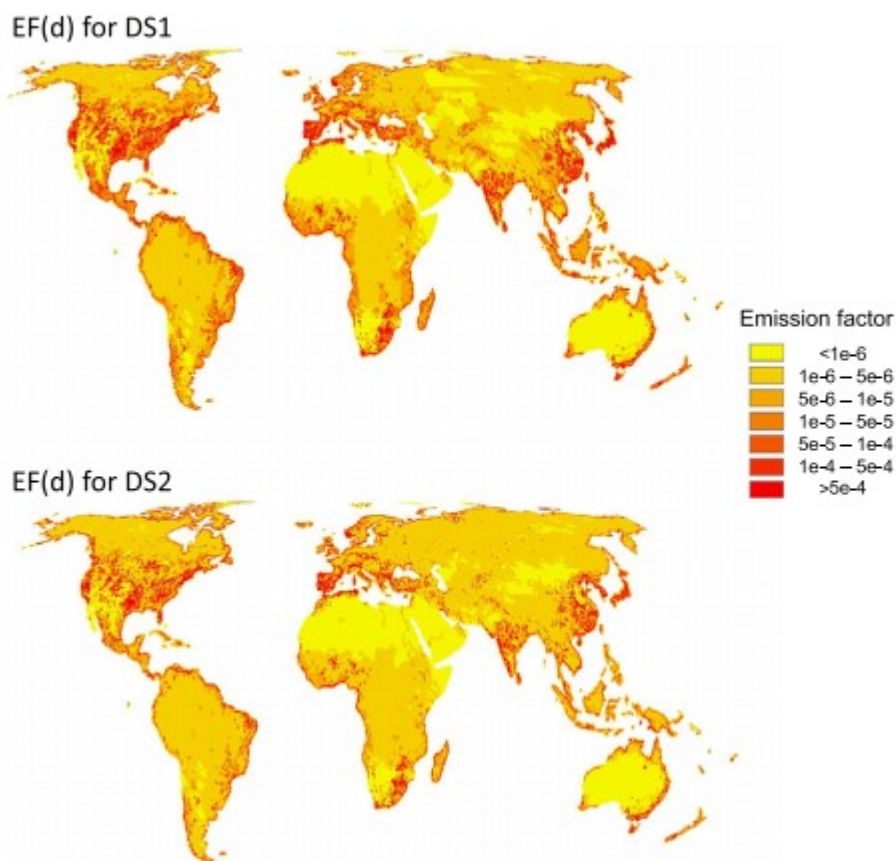 EF(d) for DS1
Emission factor
<1e-6
1e-6 – 5e-6
5e-6 – 1e-5
1e-5 – 5e-5
5e-5 – 1e-4
1e-4 – 5e-4
>5e-4
EF(d) for DS2